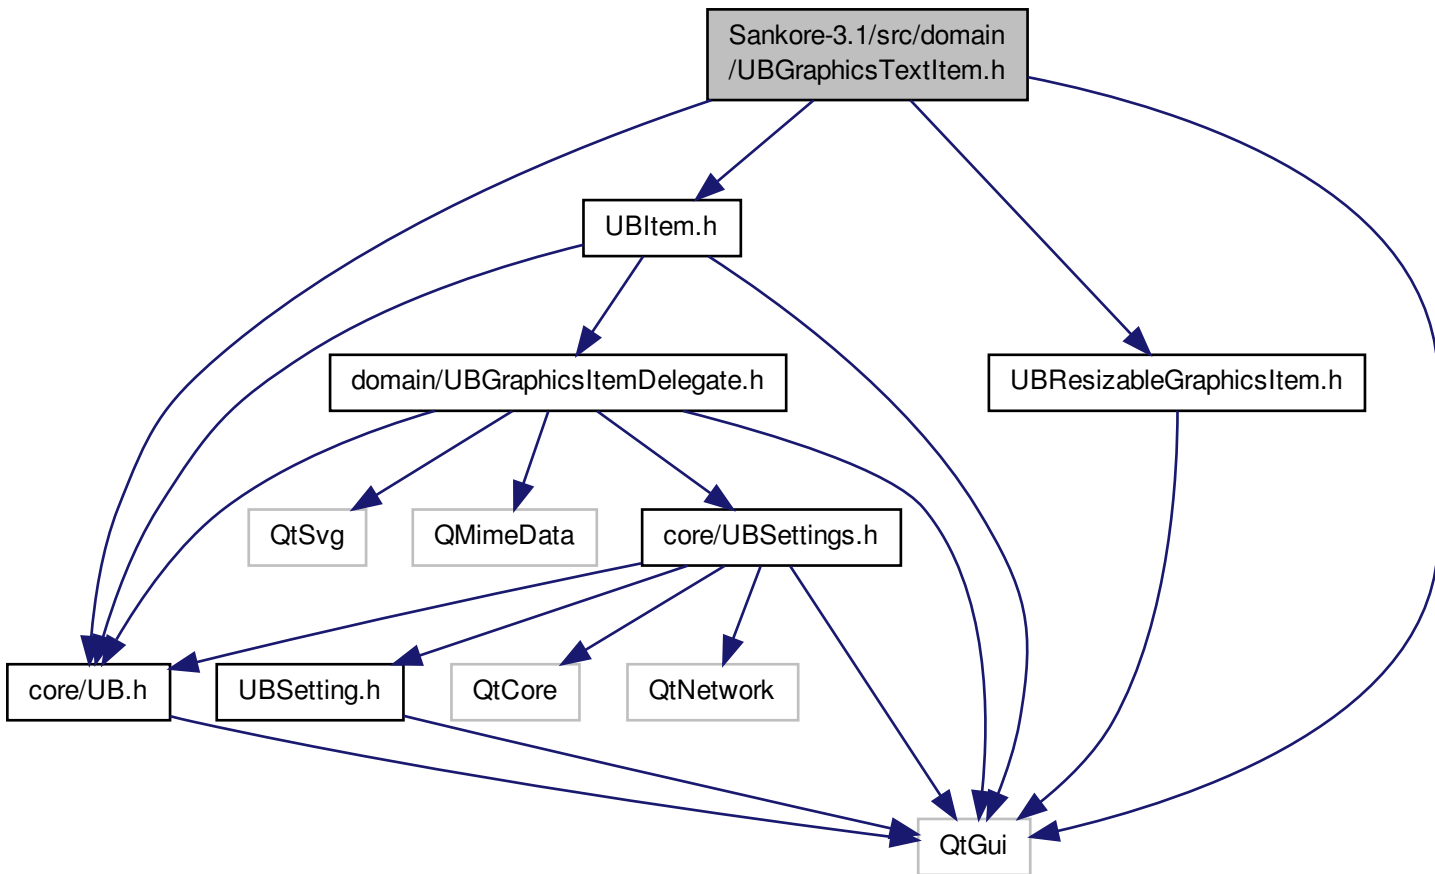 Sankore-3.1/src/domain
/UBGraphicsTextItem.h
UBItem.h
domain/UBGraphicsItemDelegate.h
UBResizableGraphicsItem.h
QtSvg
QMimeData
core/UBSettings.h
core/UB.h
UBSetting.h
QtCore
QtNetwork
QtGui